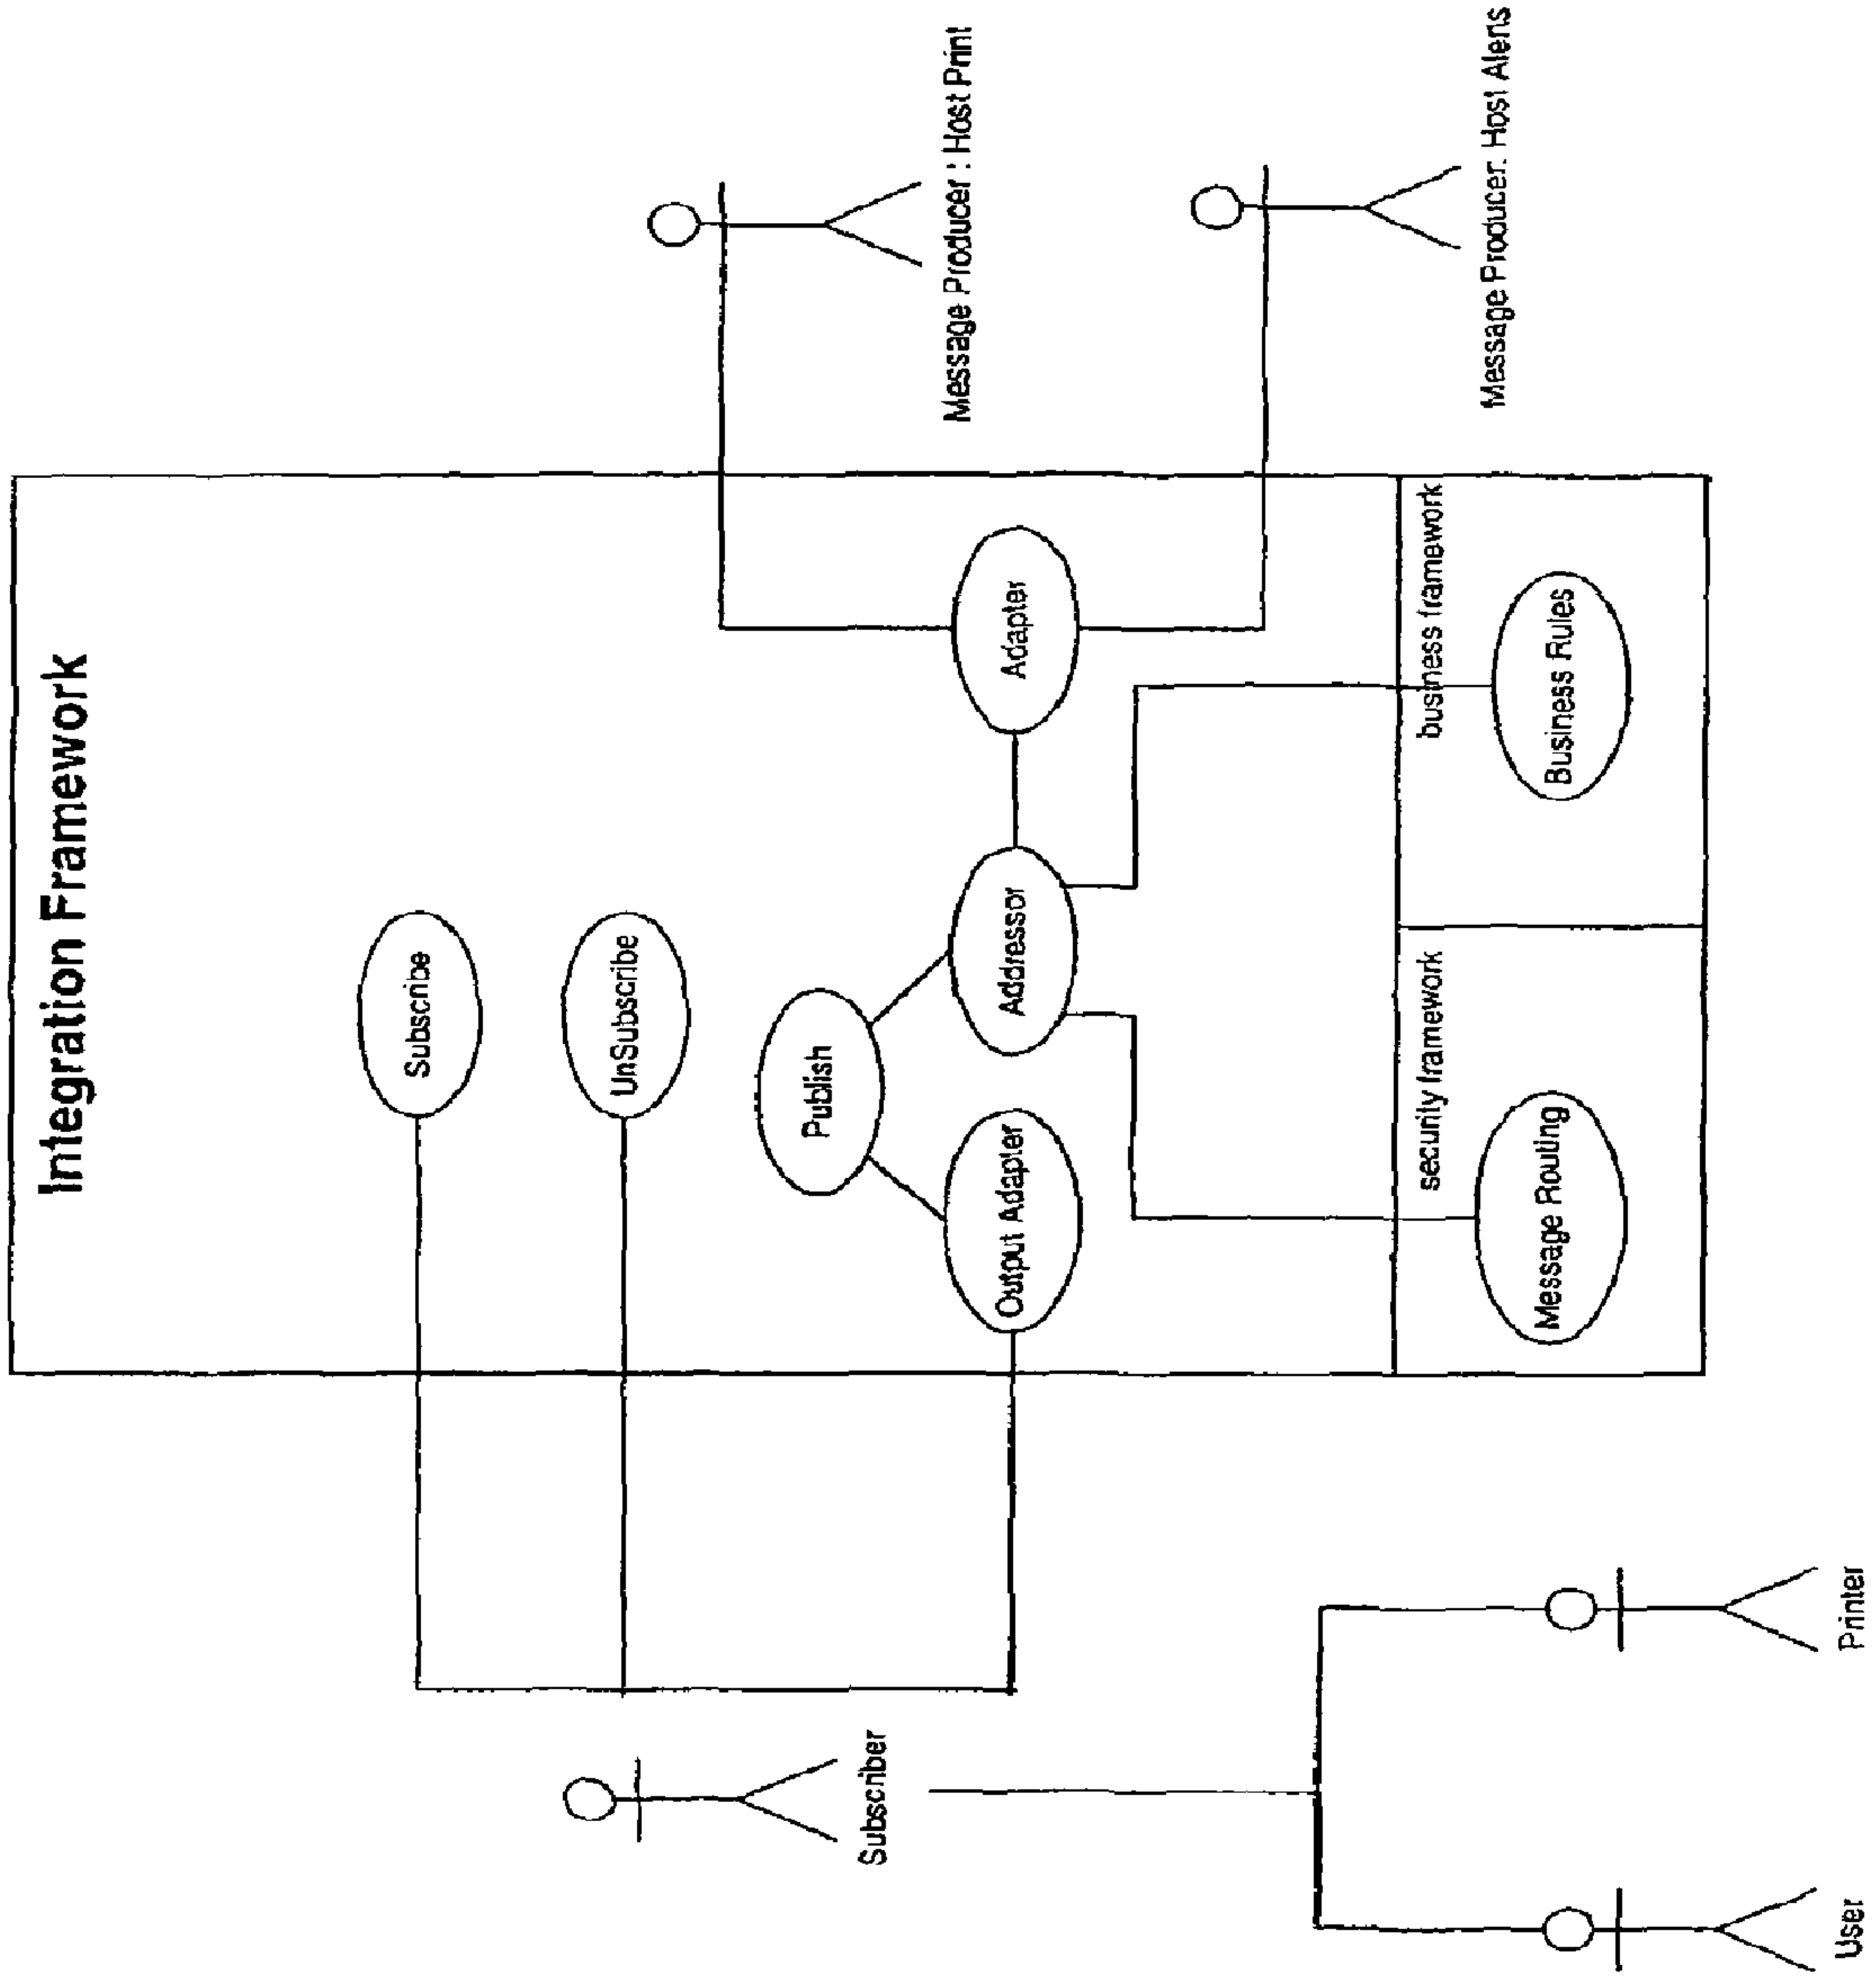 Integration Framework
Subscribe
UnSubscribe
Publish
Output Adapter
Addressor
Adapter
Message Producer : Host Print
Message Producer. Host Alens
Subscriber
security framework
business framework
Message Routing
Business Rules
User
Printer